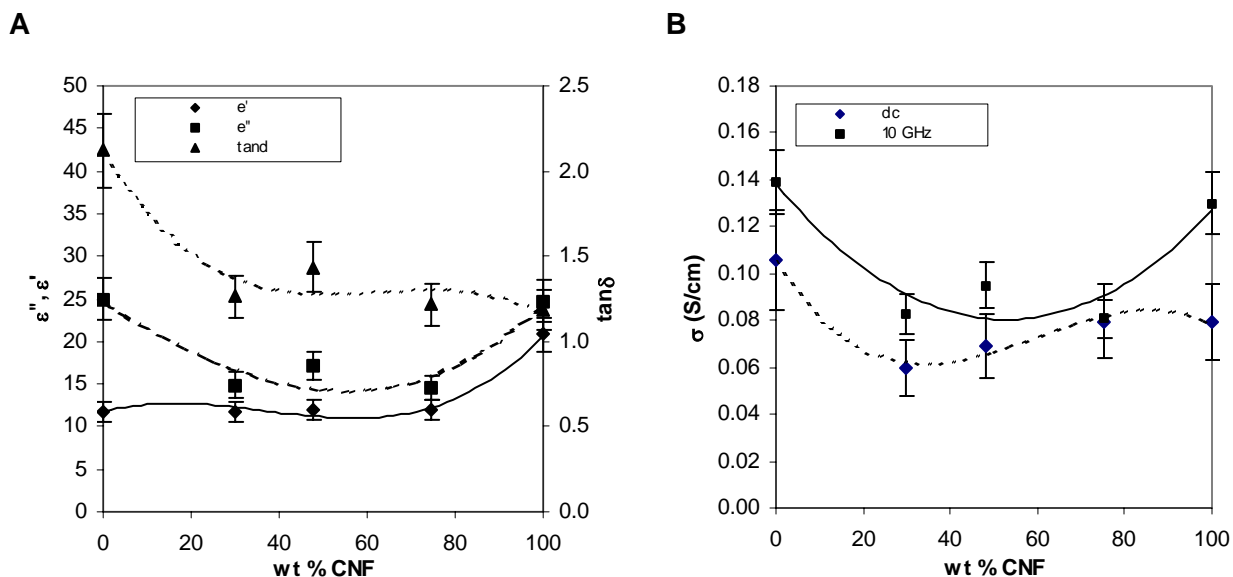 A
50
45
40
35
30
25
20
15
10
5
0
ε", ε'
e'
e"
tand
2.5
2.0
1.5
1.0
0.5
0.0
tanδ
0 20 40 60 80 100
wt % CNF
B
0.18
0.16
0.14
0.12
0.10
0.08
0.06
0.04
0.02
0.00
σ (S/cm)
dc
10 GHz
0 20 40 60 80 100
wt % CNF